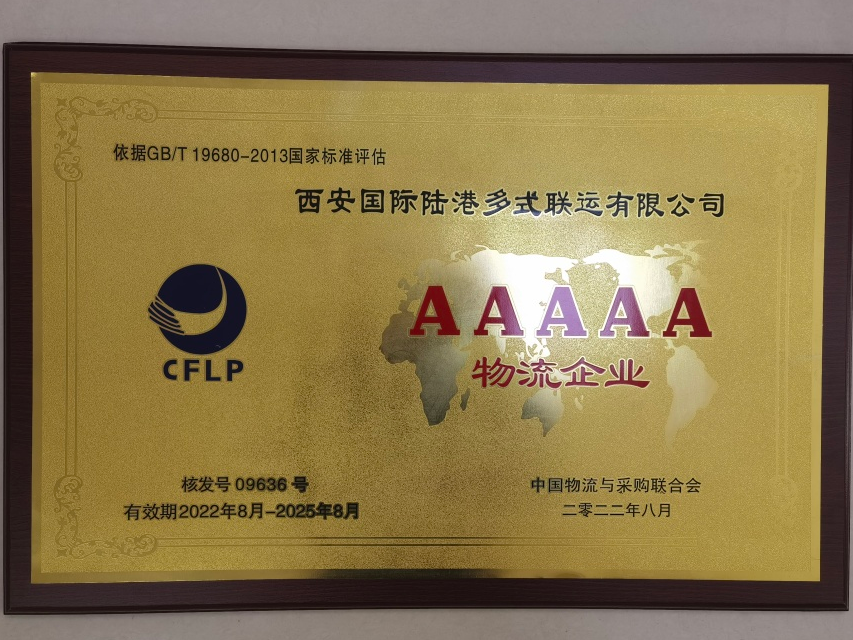 依据GB/T 19680-2013国家标准评估
西安国际陆港多式联运有限公司
AAAAA
物流企业
CFLP
核发号 09636 号
有效期2022年8月-2025年8月
中国物流与采购联合会
二零二二年八月